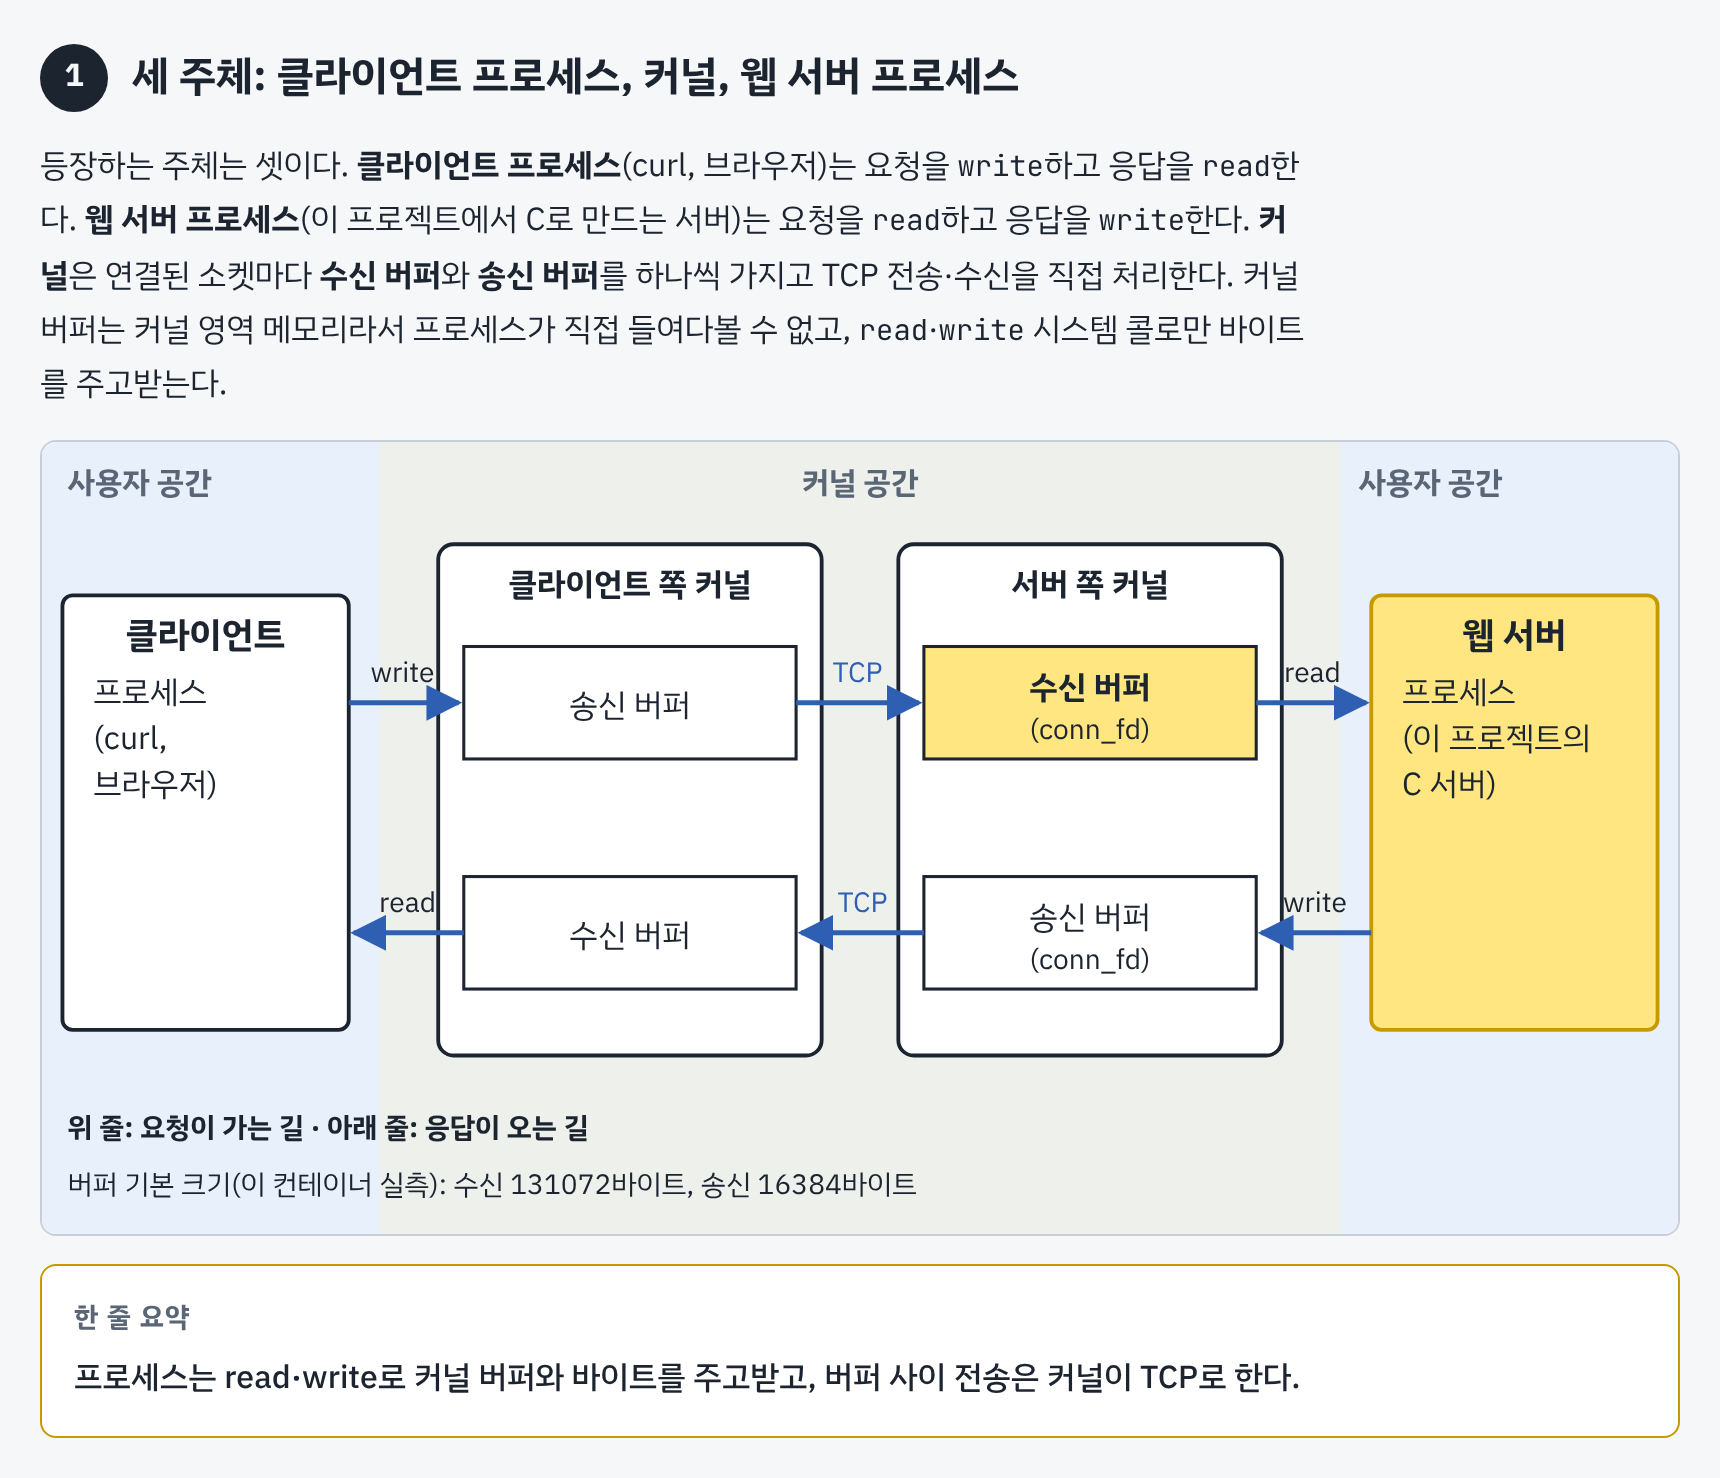 1
세 주체: 클라이언트 프로세스, 커널, 웹 서버 프로세스
등장하는 주체는 셋이다. 클라이언트 프로세스(curl, 브라우저)는 요청을 write하고 응답을 read한
다. 웹 서버 프로세스(이 프로젝트에서 C로 만드는 서버)는 요청을 read하고 응답을 write한다. 커
널은 연결된 소켓마다 수신 버퍼와 송신 버퍼를 하나씩 가지고 TCP 전송·수신을 직접 처리한다. 커널
버퍼는 커널 영역 메모리라서 프로세스가 직접 들여다볼 수 없고, read·write 시스템 콜로만 바이트
를 주고받는다.
사용자 공간
커널 공간
사용자 공간
클라이언트
프로세스
(curl,
브라우저)
write
read
클라이언트 쪽 커널
송신 버퍼
수신 버퍼
TCP
TCP
서버 쪽 커널
수신 버퍼
(conn_fd)
송신 버퍼
(conn_fd)
read
write
웹 서버
프로세스
(이 프로젝트의
C 서버)
위 줄: 요청이 가는 길 · 아래 줄: 응답이 오는 길
버퍼 기본 크기(이 컨테이너 실측): 수신 131072바이트, 송신 16384바이트
한 줄 요약
프로세스는 read·write로 커널 버퍼와 바이트를 주고받고, 버퍼 사이 전송은 커널이 TCP로 한다.